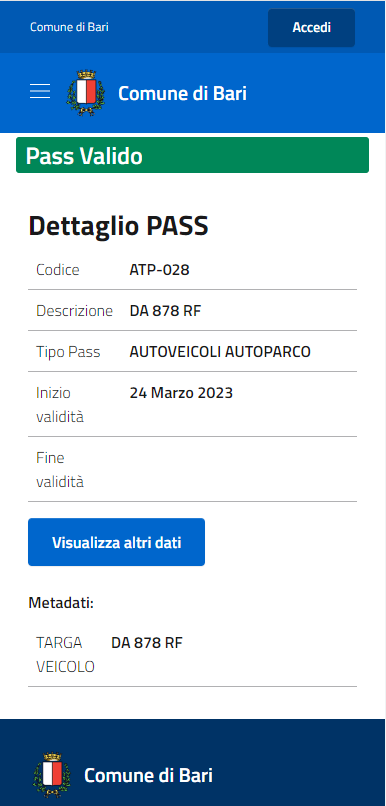 Comune di Bari
Accedi
Comune di Bari
Pass Valido
Dettaglio PASS
Codice ATP-028
Descrizione DA 878 RF
Tipo Pass AUTOVEICOLI AUTOPARCO
Inizio validità 24 Marzo 2023
Fine validità
Visualizza altri dati
Metadati:
TARGA VEICOLO DA 878 RF
Comune di Bari